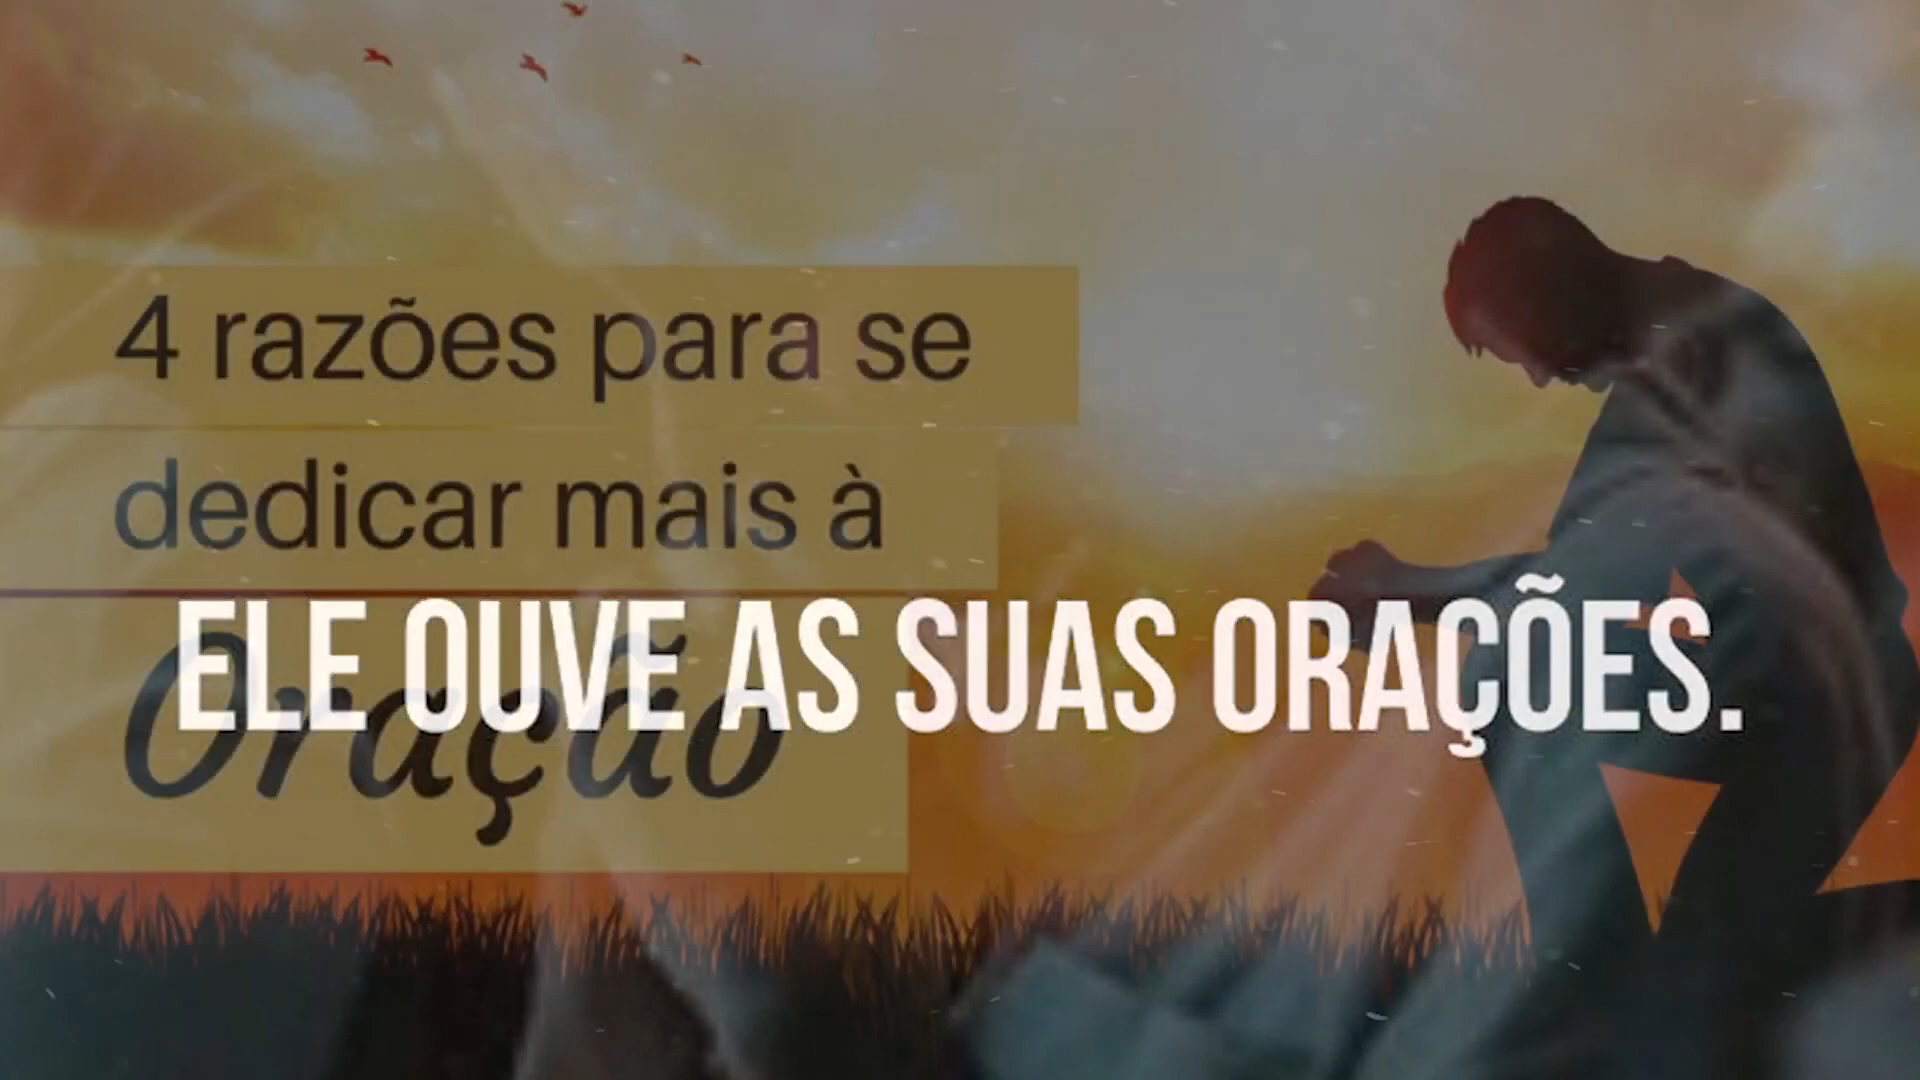 4 razões para se
dedicar mais à
Oração
ELE OUVE AS SUAS ORAÇÕES.